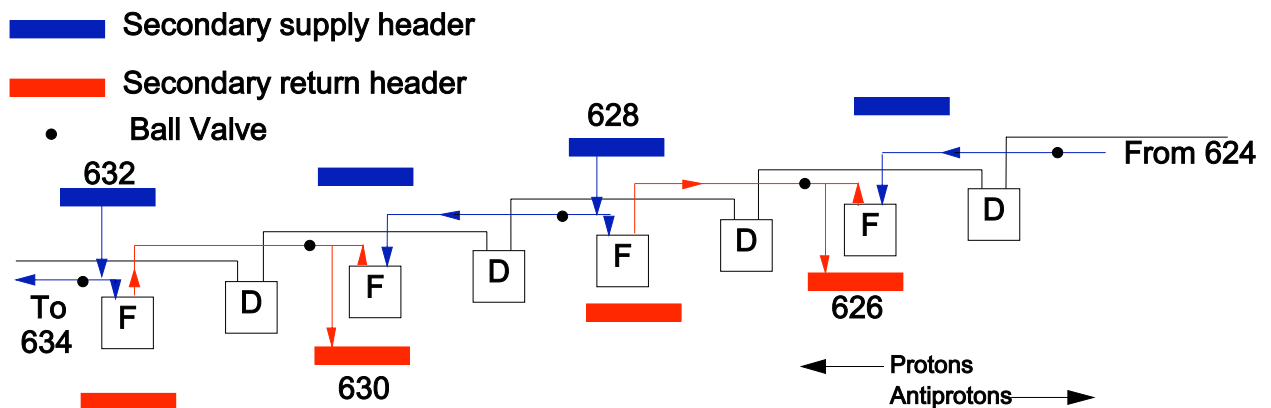 Secondary supply header
Secondary return header
Ball Valve
628
632
From 624
D
F
D
F
D
F
D
F
To
634
626
630
Protons
Antiprotons